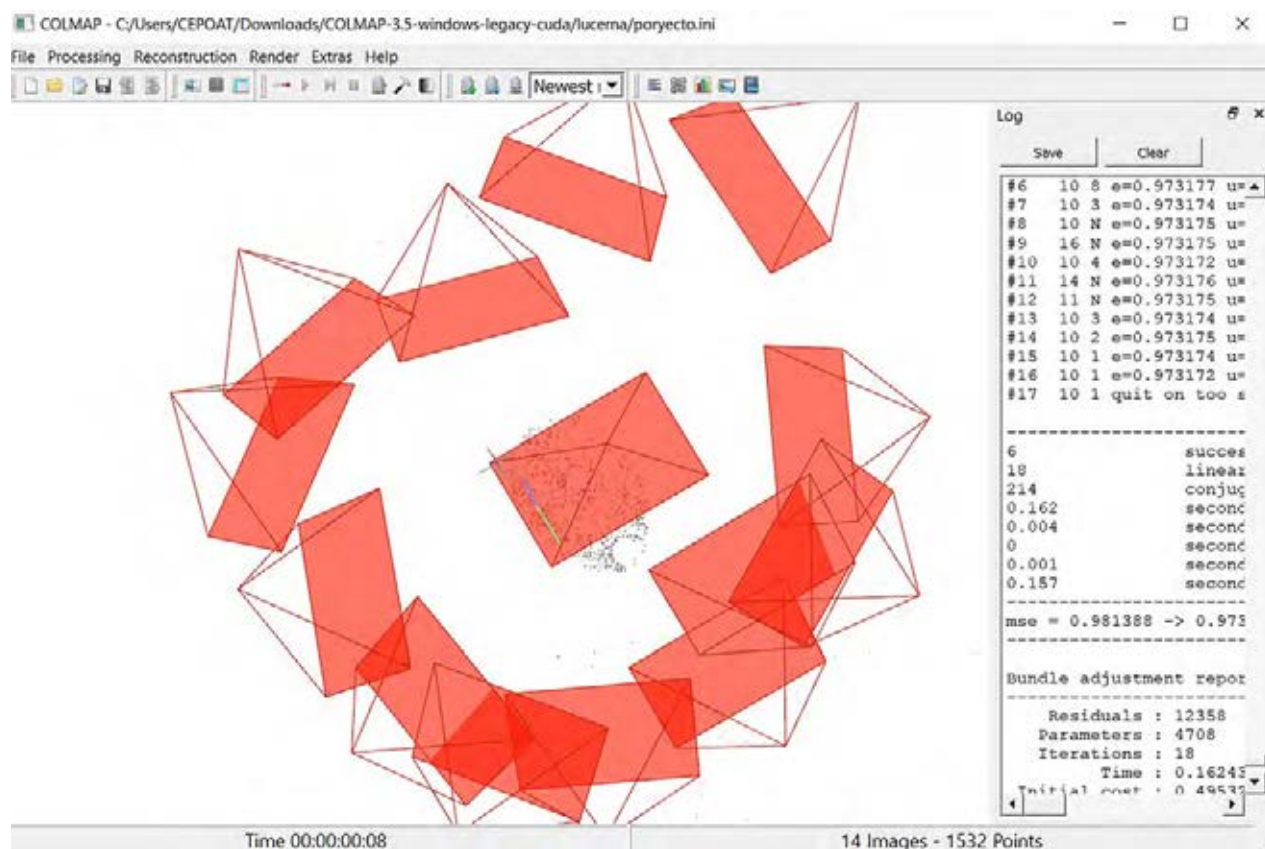 COLMAP - C:/Users/CEPOAT/Downloads/COLMAP-3.5-windows-legacy-cuda/lucerna/poryecto.ini
File Processing Reconstruction Render Extras Help
Newest
Log
Save Clear
#6 10 8 e=0.973177 u=
#7 10 3 e=0.973174 u=
#8 10 N e=0.973175 u=
#9 16 N e=0.973175 u=
#10 10 4 e=0.973172 u=
#11 14 N e=0.973176 u=
#12 11 N e=0.973175 u=
#13 10 3 e=0.973174 u=
#14 10 2 e=0.973175 u=
#15 10 1 e=0.973174 u=
#16 10 1 e=0.973172 u=
#17 10 1 quit on too s
6 succes
18 linear
214 conjug
0.162 second
0.004 second
0 second
0.001 second
0.157 second
mse = 0.981388 -> 0.973
Bundle adjustment repor
Residuals : 12358
Parameters : 4708
Iterations : 18
Time : 0.16243
Initial cost : 0.49532
Time 00:00:00:08 14 Images - 1532 Points